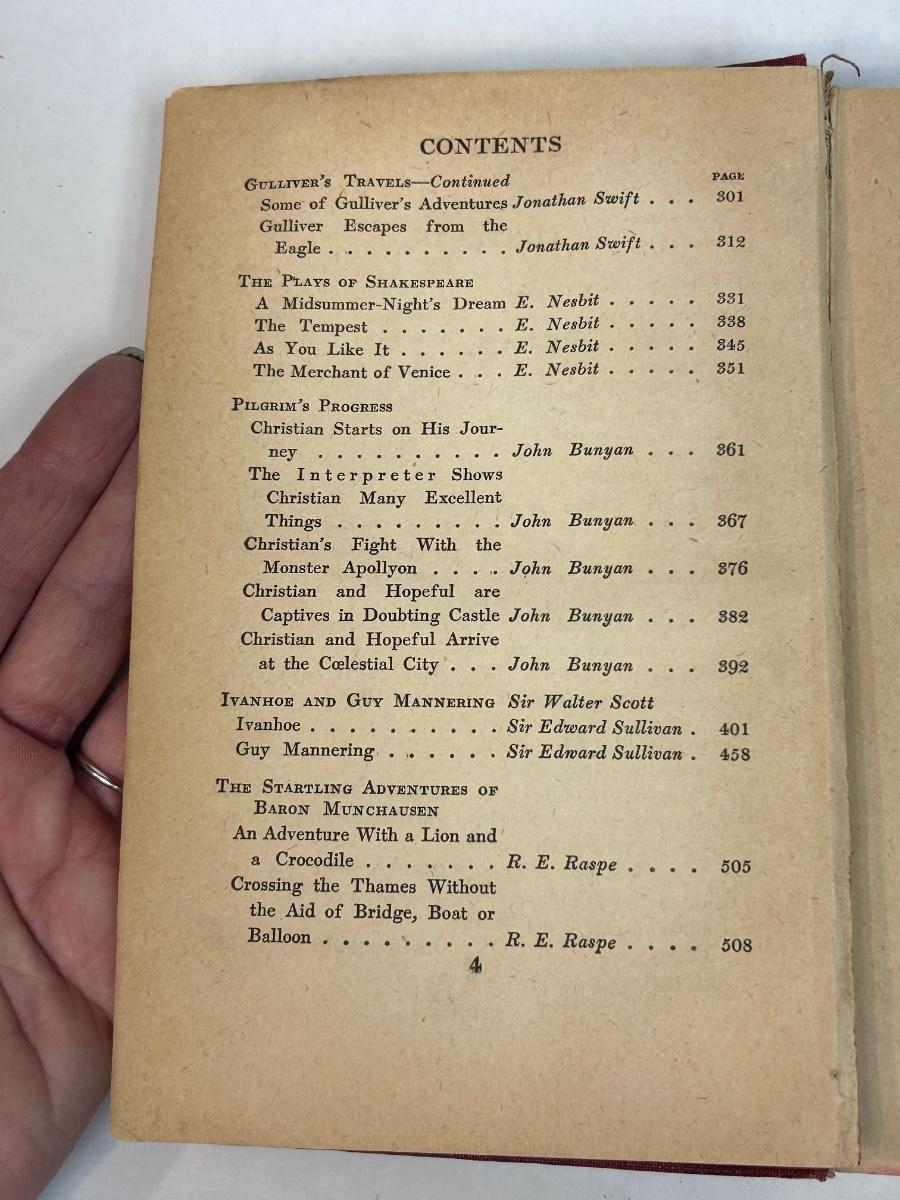 CONTENTS
GULLIVER'S TRAVELS—Continued PAGE
Some of Gulliver's Adventures Jonathan Swift . . . 301
Gulliver Escapes from the
Eagle . . . . . . . . . . Jonathan Swift . . . 312
THE PLAYS OF SHAKESPEARE
A Midsummer-Night's Dream E. Nesbit . . . . . 331
The Tempest . . . . . . . E. Nesbit . . . . . 338
As You Like It . . . . . . E. Nesbit . . . . . 345
The Merchant of Venice . . . E. Nesbit . . . . . 351
PILGRIM'S PROGRESS
Christian Starts on His Jour-
ney . . . . . . . . . . John Bunyan . . . 361
The Interpreter Shows
Christian Many Excellent
Things . . . . . . . . . John Bunyan . . . 367
Christian's Fight With the
Monster Apollyon . . . . John Bunyan . . . 376
Christian and Hopeful are
Captives in Doubting Castle John Bunyan . . . 382
Christian and Hopeful Arrive
at the Cœlestial City . . . John Bunyan . . . 392
IVANHOE AND GUY MANNERING Sir Walter Scott
Ivanhoe . . . . . . . . . . Sir Edward Sullivan . 401
Guy Mannering . . . . . . Sir Edward Sullivan . 458
THE STARTLING ADVENTURES OF
BARON MUNCHAUSEN
An Adventure With a Lion and
a Crocodile . . . . . . . R. E. Raspe . . . . 505
Crossing the Thames Without
the Aid of Bridge, Boat or
Balloon . . . . . . . . . R. E. Raspe . . . . 508
4